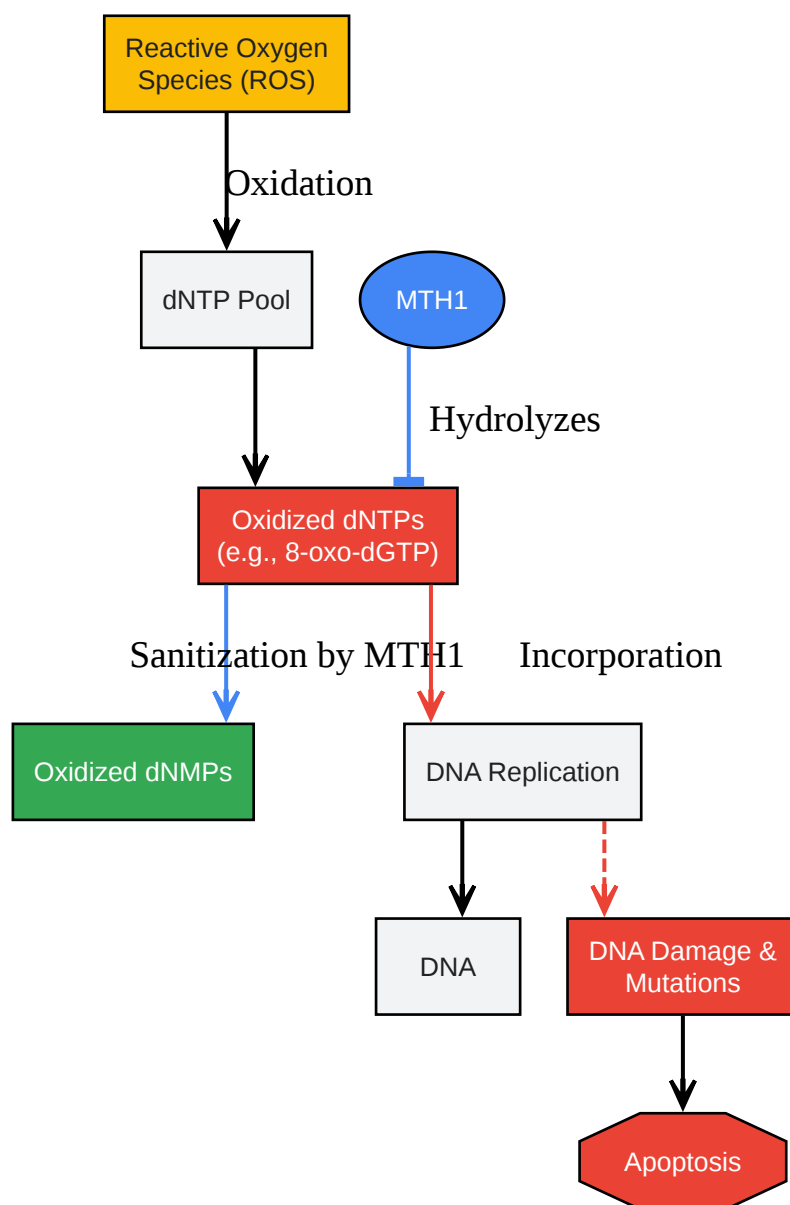 Reactive Oxygen
Species (ROS)
Oxidation
dNTP Pool
MTH1
Hydrolyzes
Oxidized dNTPs
(e.g., 8-oxo-dGTP)
Sanitization by MTH1
Incorporation
Oxidized dNMPs
DNA Replication
DNA
DNA Damage &
Mutations
Apoptosis